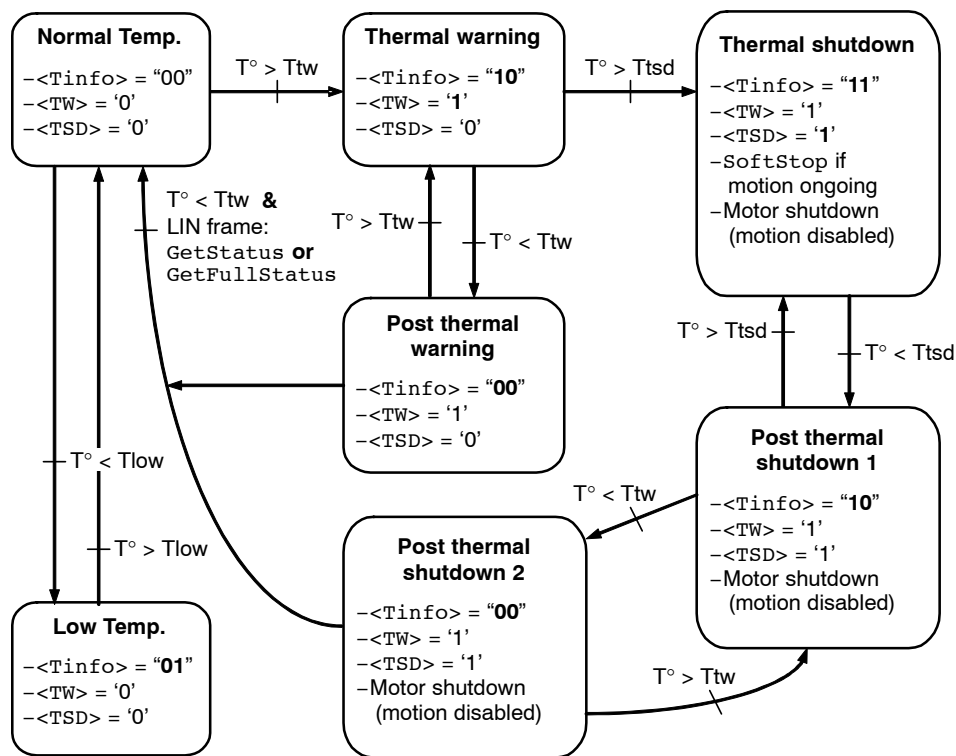 Normal Temp.
–<Tinfo> = “00”
–<TW> = ‘0’
–<TSD> = ‘0’
T° > Ttw
Thermal warning
–<Tinfo> = “10”
–<TW> = ‘1’
–<TSD> = ‘0’
T° > Ttsd
Thermal shutdown
–<Tinfo> = “11”
–<TW> = ‘1’
–<TSD> = ‘1’
–SoftStop if
motion ongoing
–Motor shutdown
(motion disabled)
T° < Ttw &
LIN frame:
GetStatus or
GetFullStatus
T° > Ttw
T° < Ttw
Post thermal
warning
–<Tinfo> = “00”
–<TW> = ‘1’
–<TSD> = ‘0’
T° > Ttsd
T° < Ttsd
Post thermal
shutdown 1
–<Tinfo> = “10”
–<TW> = ‘1’
–<TSD> = ‘1’
–Motor shutdown
(motion disabled)
T° < Ttw
Post thermal
shutdown 2
–<Tinfo> = “00”
–<TW> = ‘1’
–<TSD> = ‘1’
–Motor shutdown
(motion disabled)
T° > Ttw
T° < Tlow
T° > Tlow
Low Temp.
–<Tinfo> = “01”
–<TW> = ‘0’
–<TSD> = ‘0’